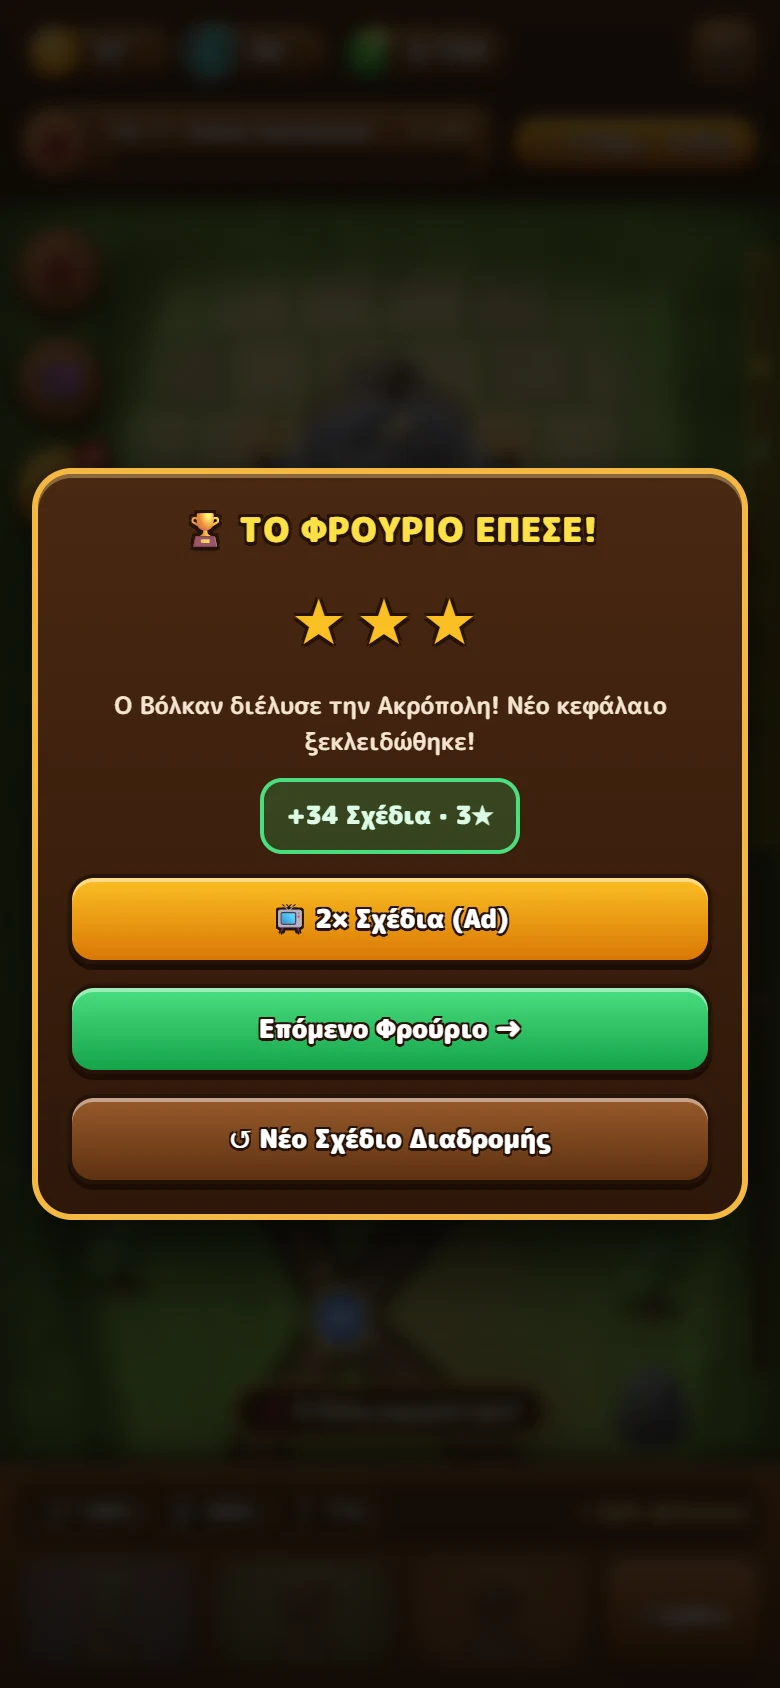 🏆 ΤΟ ΦΡΟΥΡΙΟ ΕΠΕΣΕ!
★ ★ ★
Ο Βόλκαν διέλυσε την Ακρόπολη! Νέο κεφάλαιο
ξεκλειδώθηκε!
+34 Σχέδια · 3★
📺 2× Σχέδια (Ad)
Επόμενο Φρούριο →
↺ Νέο Σχέδιο Διαδρομής